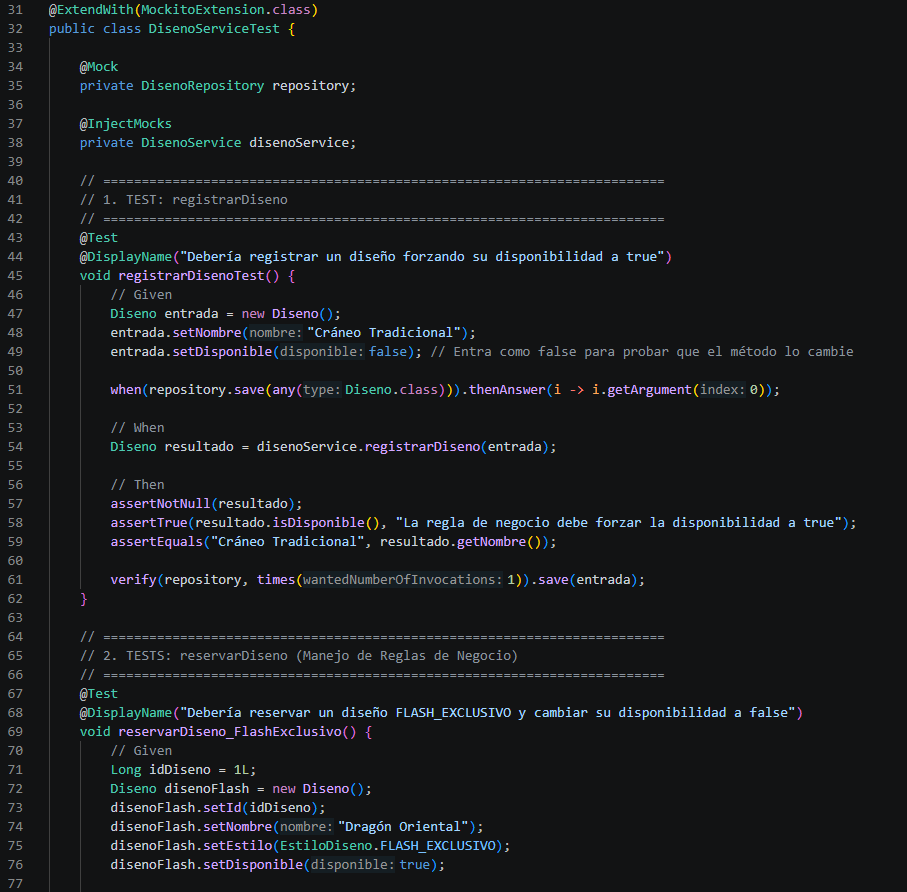 31 @ExtendWith(MockitoExtension.class)
32 public class DisenoServiceTest {
33
34 @Mock
35 private DisenoRepository repository;
36
37 @InjectMocks
38 private DisenoService disenoService;
39
40 // =========================================================================
41 // 1. TEST: registrarDiseno
42 // =========================================================================
43 @Test
44 @DisplayName("Debería registrar un diseño forzando su disponibilidad a true")
45 void registrarDisenoTest() {
46 // Given
47 Diseno entrada = new Diseno();
48 entrada.setNombre(nombre: "Cráneo Tradicional");
49 entrada.setDisponible(disponible: false); // Entra como false para probar que el método lo cambie
50
51 when(repository.save(any(type: Diseno.class))).thenAnswer(i -> i.getArgument(index: 0));
52
53 // When
54 Diseno resultado = disenoService.registrarDiseno(entrada);
55
56 // Then
57 assertNotNull(resultado);
58 assertTrue(resultado.isDisponible(), "La regla de negocio debe forzar la disponibilidad a true");
59 assertEquals("Cráneo Tradicional", resultado.getNombre());
60
61 verify(repository, times(wantedNumberOfInvocations: 1)).save(entrada);
62 }
63
64 // =========================================================================
65 // 2. TESTS: reservarDiseno (Manejo de Reglas de Negocio)
66 // =========================================================================
67 @Test
68 @DisplayName("Debería reservar un diseño FLASH_EXCLUSIVO y cambiar su disponibilidad a false")
69 void reservarDiseno_FlashExclusivo() {
70 // Given
71 Long idDiseno = 1L;
72 Diseno disenoFlash = new Diseno();
73 disenoFlash.setId(idDiseno);
74 disenoFlash.setNombre(nombre: "Dragón Oriental");
75 disenoFlash.setEstilo(EstiloDiseno.FLASH_EXCLUSIVO);
76 disenoFlash.setDisponible(disponible: true);
77